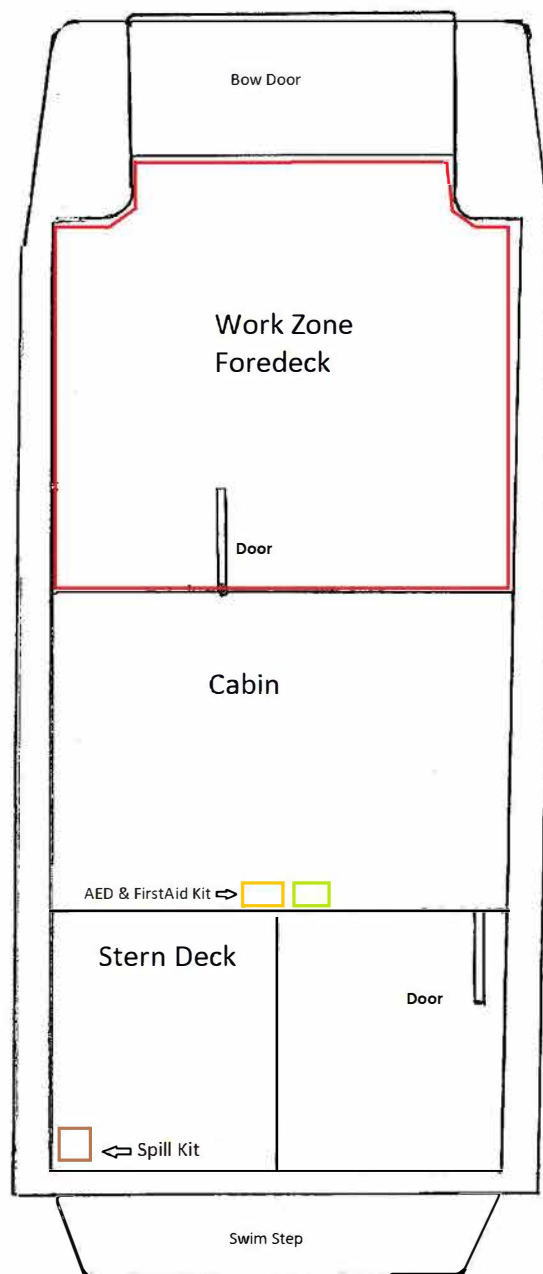 Bow Door
Work Zone
Foredeck
Door
Cabin
AED & FirstAid Kit
Stern Deck
Door
Spill Kit
Swim Step